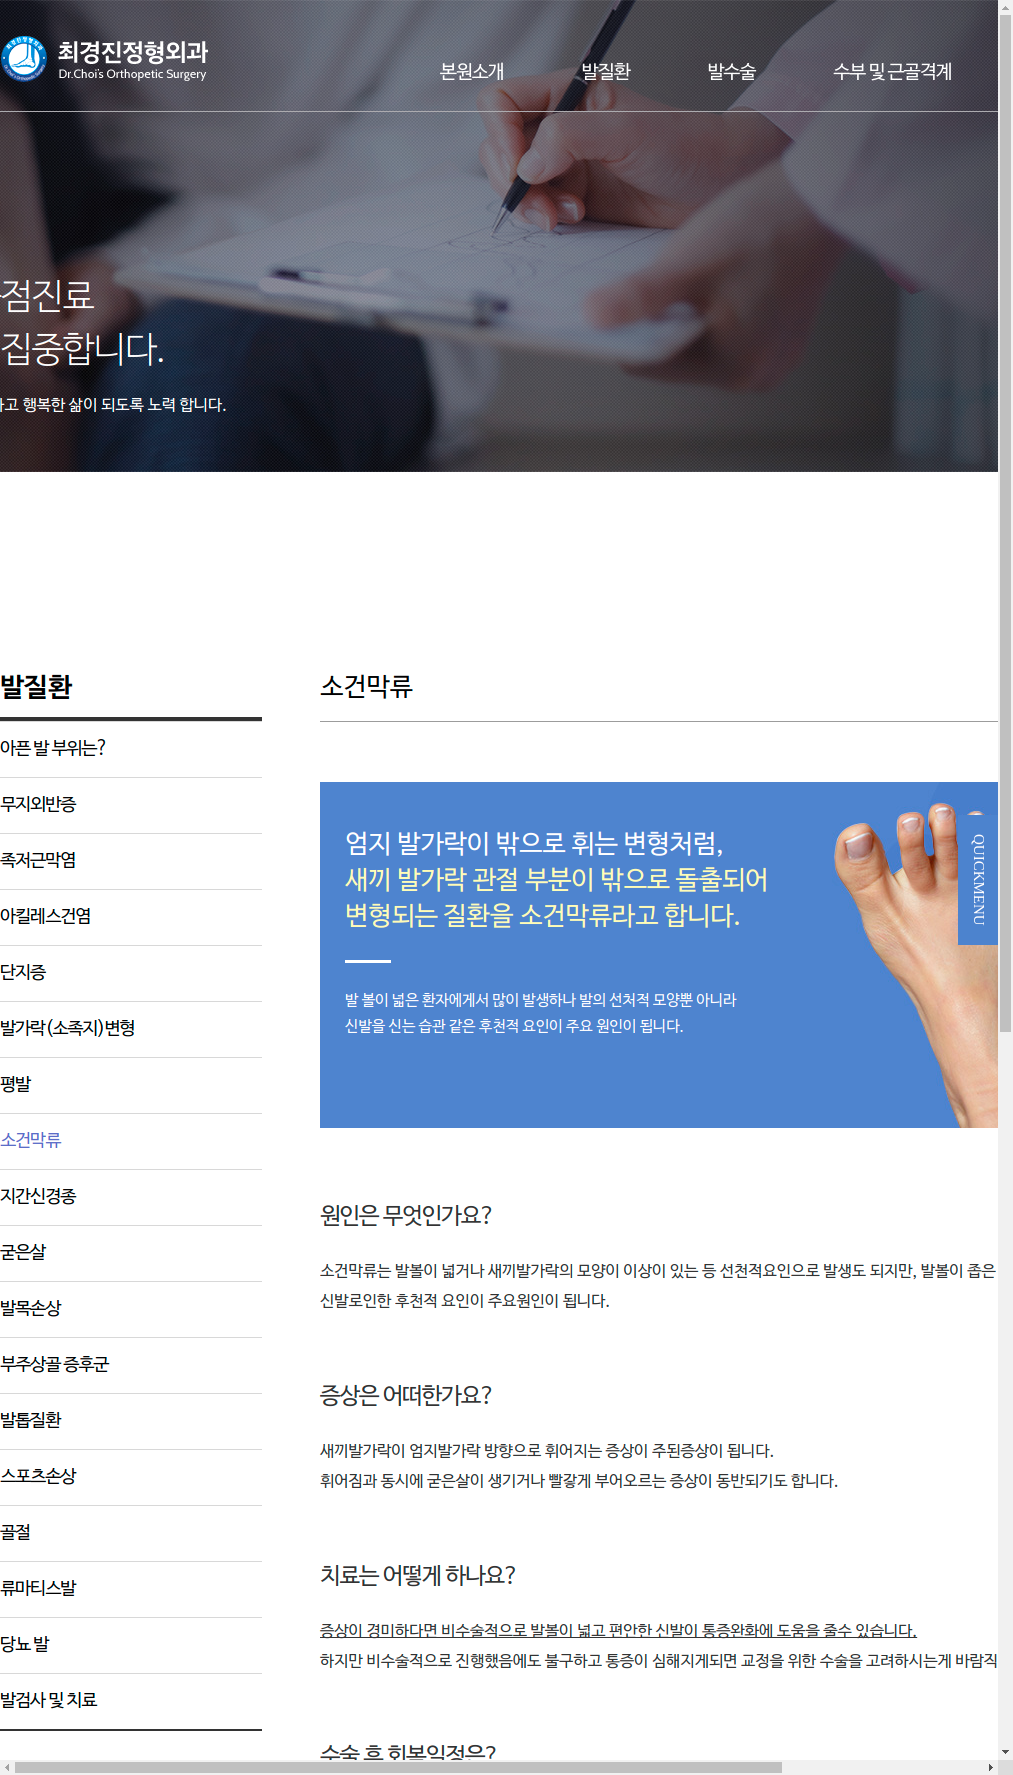 최경진정형외과
Dr.Choi's Orthopetic Surgery
본원소개
발질환
발수술
수부 및 근골격계
점진료
집중합니다.
고 행복한 삶이 되도록 노력 합니다.
발질환
아픈 발 부위는?
무지외반증
족저근막염
아킬레스건염
단지증
발가락(소족지)변형
평발
소건막류
지간신경종
굳은살
발목손상
부주상골 증후군
발톱질환
스포츠손상
골절
류마티스발
당뇨 발
발검사 및 치료
소건막류
엄지 발가락이 밖으로 휘는 변형처럼,
새끼 발가락 관절 부분이 밖으로 돌출되어
변형되는 질환을 소건막류라고 합니다.
발 볼이 넓은 환자에게서 많이 발생하나 발의 선처적 모양뿐 아니라
신발을 신는 습관 같은 후천적 요인이 주요 원인이 됩니다.
QUICKMENU
원인은 무엇인가요?
소건막류는 발볼이 넓거나 새끼발가락의 모양이 이상이 있는 등 선천적요인으로 발생도 되지만, 발볼이 좁은
신발로인한 후천적 요인이 주요원인이 됩니다.
증상은 어떠한가요?
새끼발가락이 엄지발가락 방향으로 휘어지는 증상이 주된증상이 됩니다.
휘어짐과 동시에 굳은살이 생기거나 빨갛게 부어오르는 증상이 동반되기도 합니다.
치료는 어떻게 하나요?
증상이 경미하다면 비수술적으로 발볼이 넓고 편안한 신발이 통증완화에 도움을 줄수 있습니다.
하지만 비수술적으로 진행했음에도 불구하고 통증이 심해지게되면 교정을 위한 수술을 고려하시는게 바람직
수술 후 회복일정은?